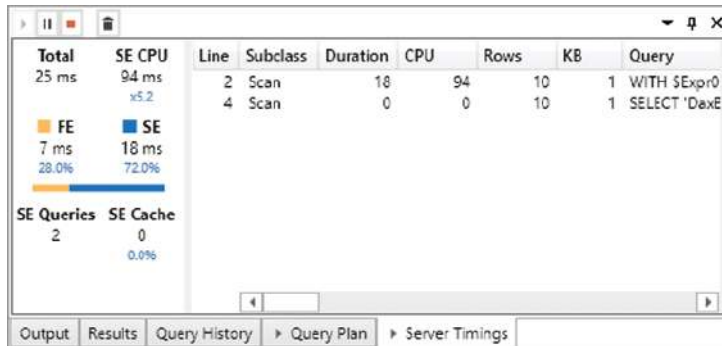 Total SE CPU
25 ms 94 ms
x5.2
FE SE
7 ms 18 ms
28.0% 72.0%
SE Queries SE Cache
2 0
0.0%
Line Subclass Duration CPU Rows KB Query
2 Scan 18 94 10 1 WITH $Expr0
4 Scan 0 0 10 1 SELECT 'DaxB
Output Results Query History Query Plan Server Timings